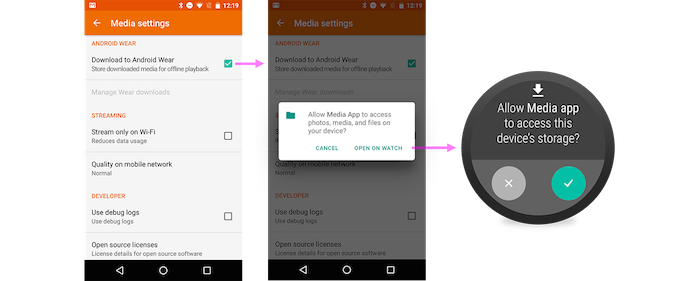 12:19
Media settings
ANDROID WEAR
Download to Android Wear
Store downloaded media for offline playback
Manage Wear downloads
STREAMING
Stream only on Wi-Fi
Reduces data usage
Quality on mobile network
Normal
DEVELOPER
Use debug logs
Use debug logs
Open source licenses
License details for open source software
12:19
Media settings
ANDROID WEAR
Download to Android Wear
Store downloaded media for offline playback
Allow Media App to access
photos, media, and files on
your device?
CANCEL OPEN ON WATCH
Quality on mobile network
Normal
DEVELOPER
Use debug logs
Use debug logs
Open source licenses
License details for open source software
Allow Media app
to access this
device's storage?